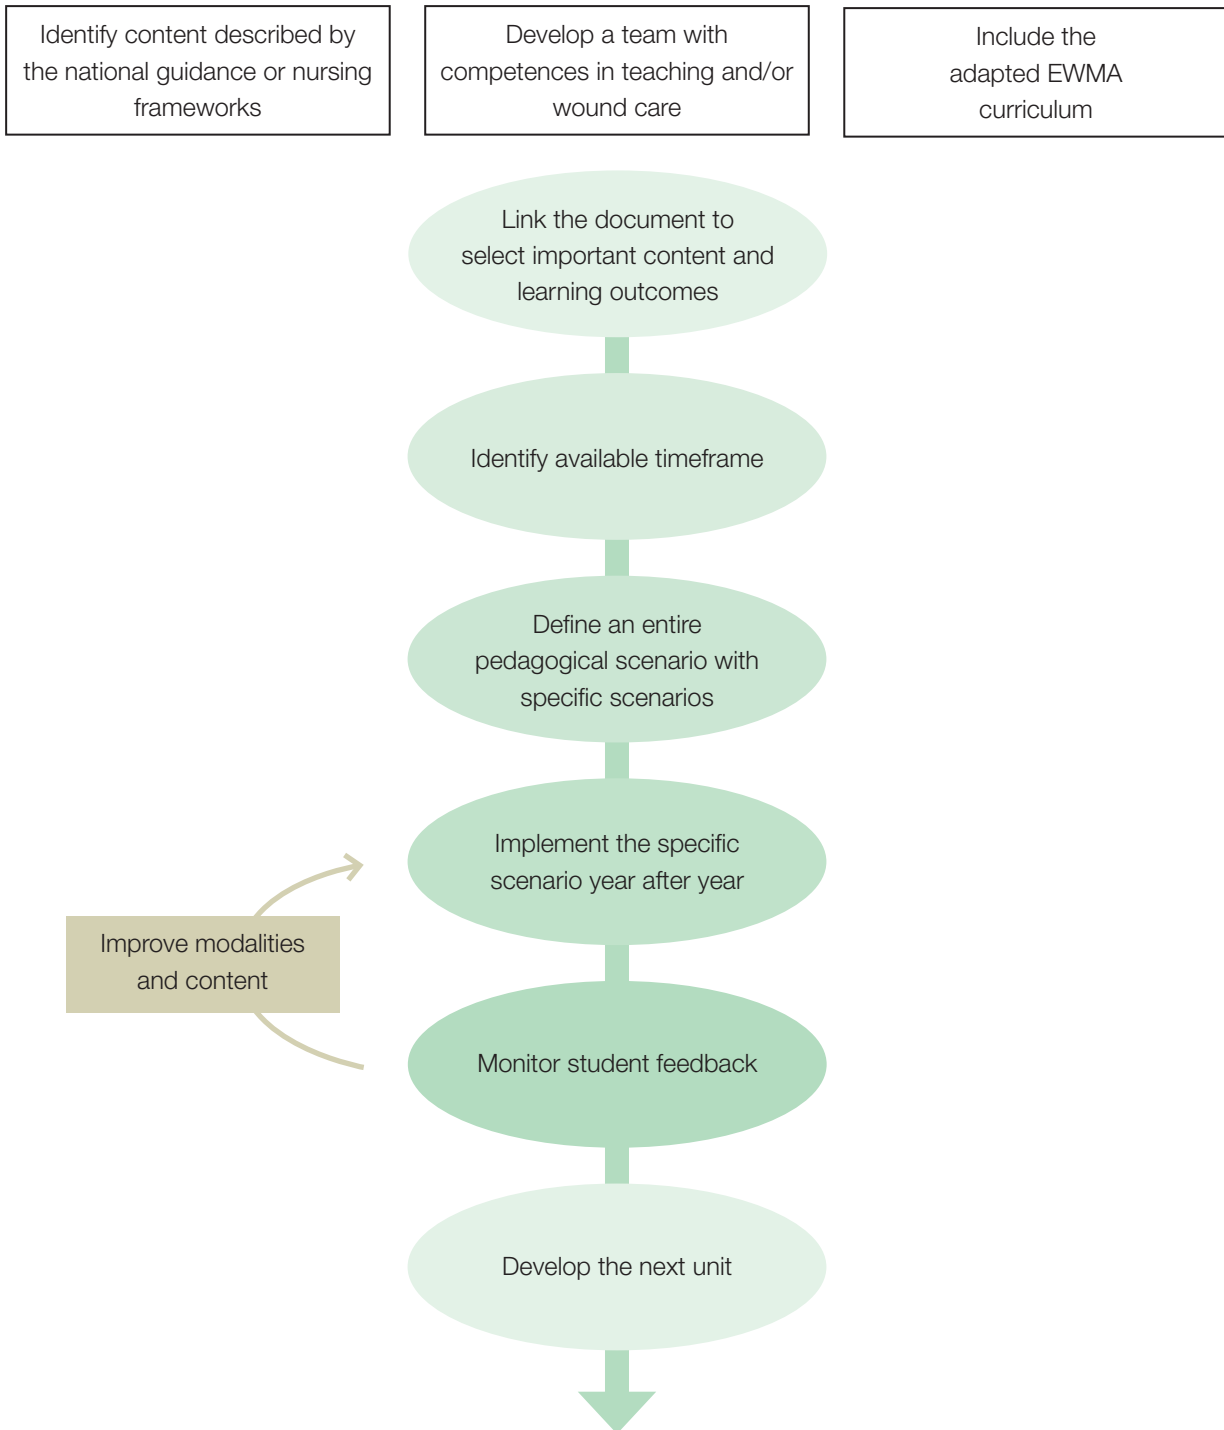 Identify content described by
the national guidance or nursing
frameworks
Develop a team with
competences in teaching and/or
wound care
Include the
adapted EWMA
curriculum
Link the document to
select important content and
learning outcomes
Identify available timeframe
Define an entire
pedagogical scenario with
specific scenarios
Implement the specific
scenario year after year
Improve modalities
and content
Monitor student feedback
Develop the next unit